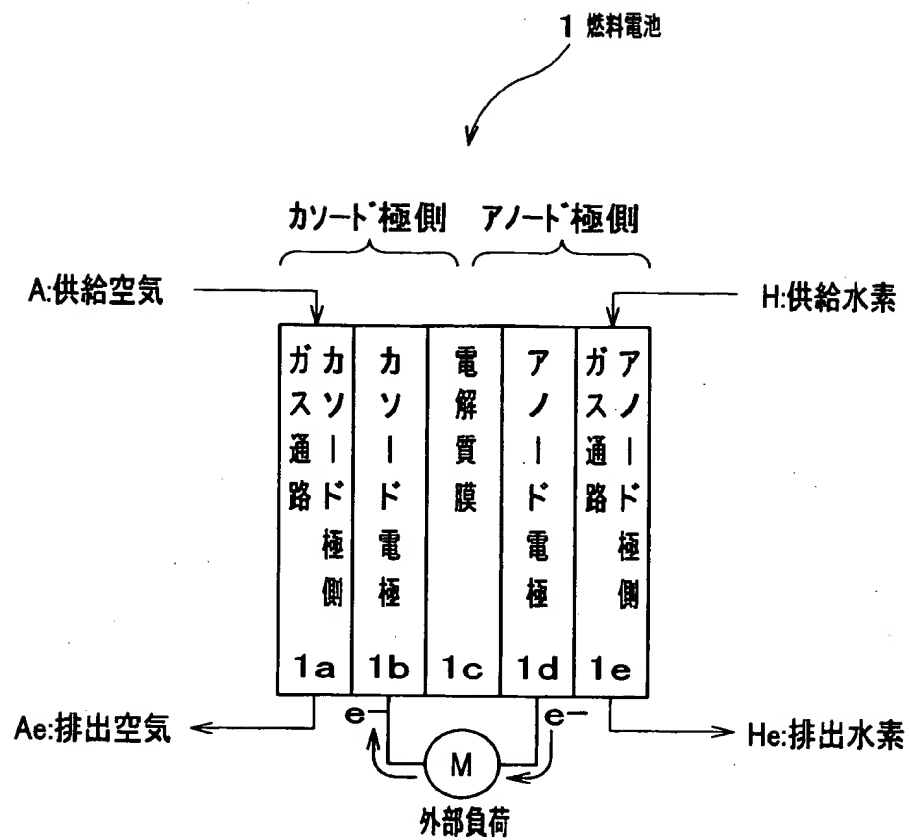 1 燃料電池
カソード極側
アノード極側
A:供給空気
H:供給水素
カソード極側
ガス通路
1a
カソード電極
1b
電解質膜
1c
アノード電極
1d
アノード極側
ガス通路
1e
e−
e−
Ae:排出空気
He:排出水素
M
外部負荷